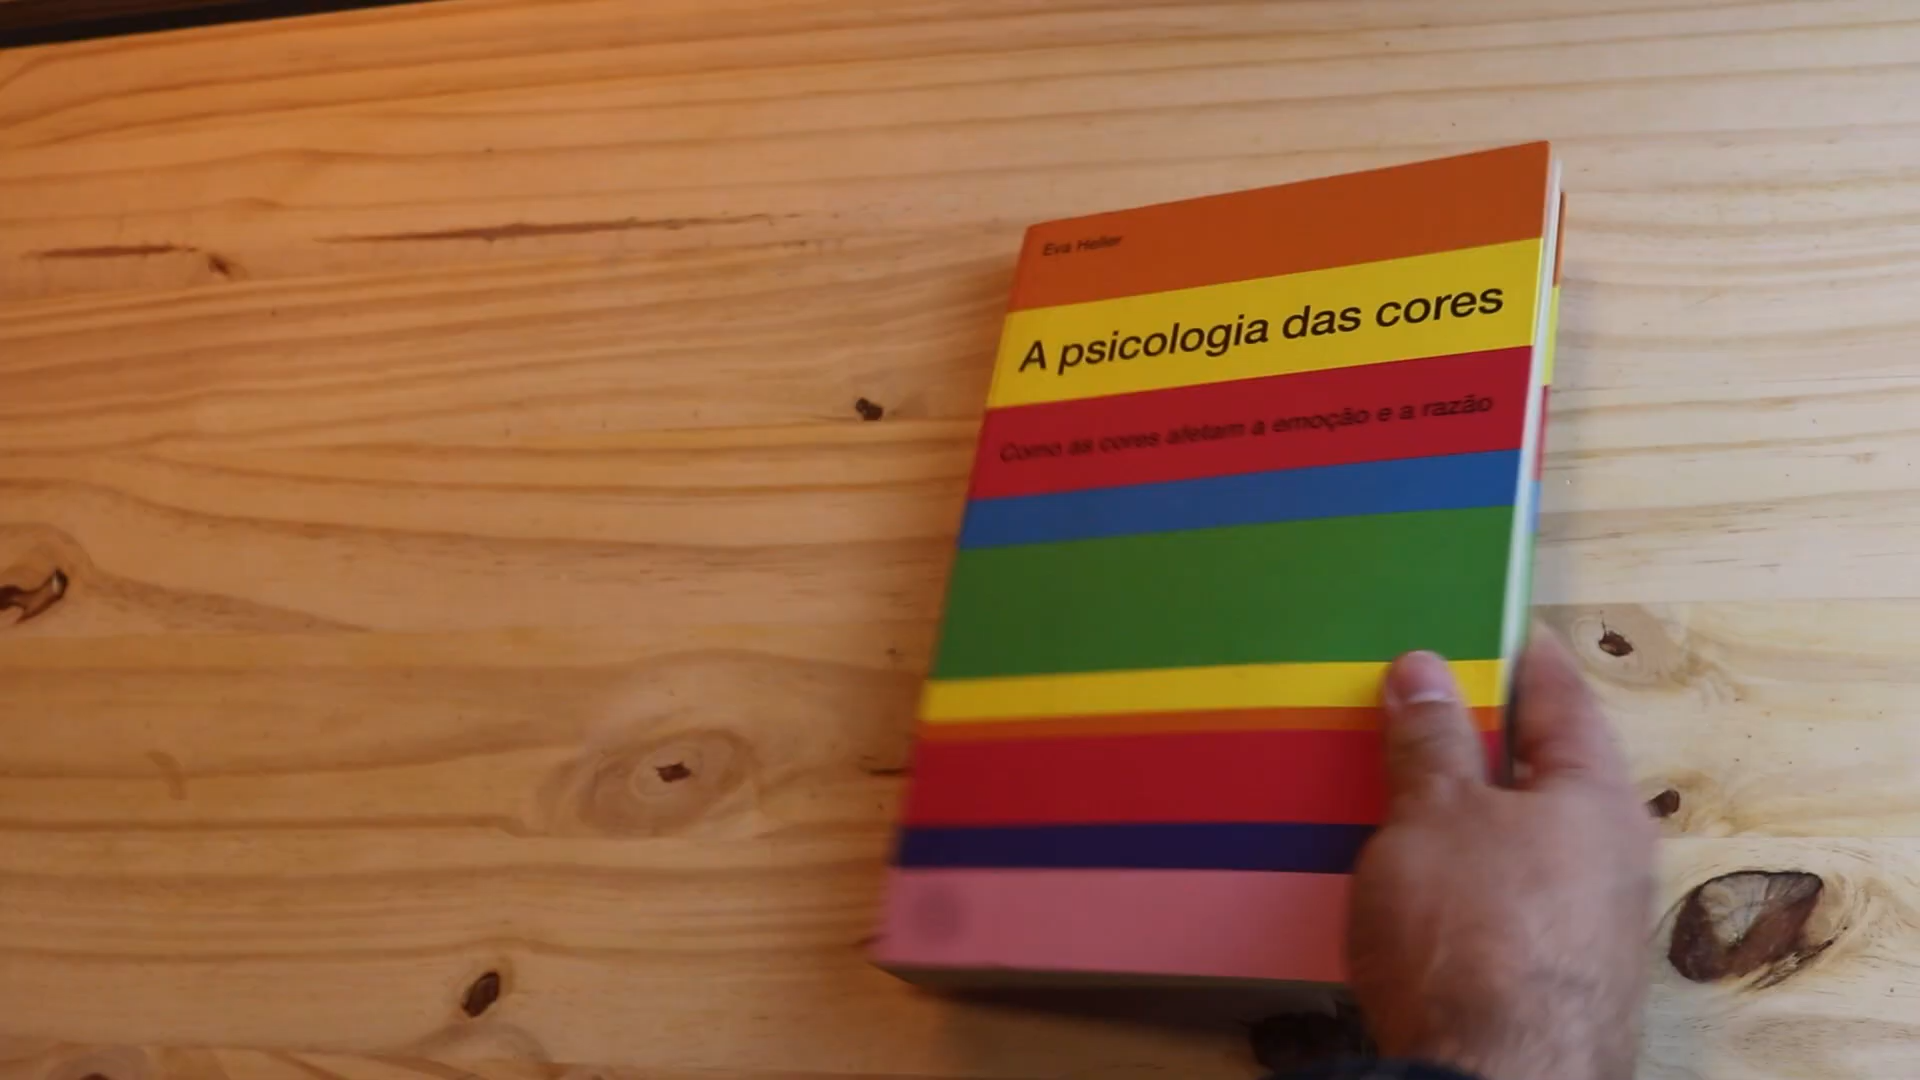 Eva Heller
A psicologia das cores
Como as cores afetam a emoção e a razão